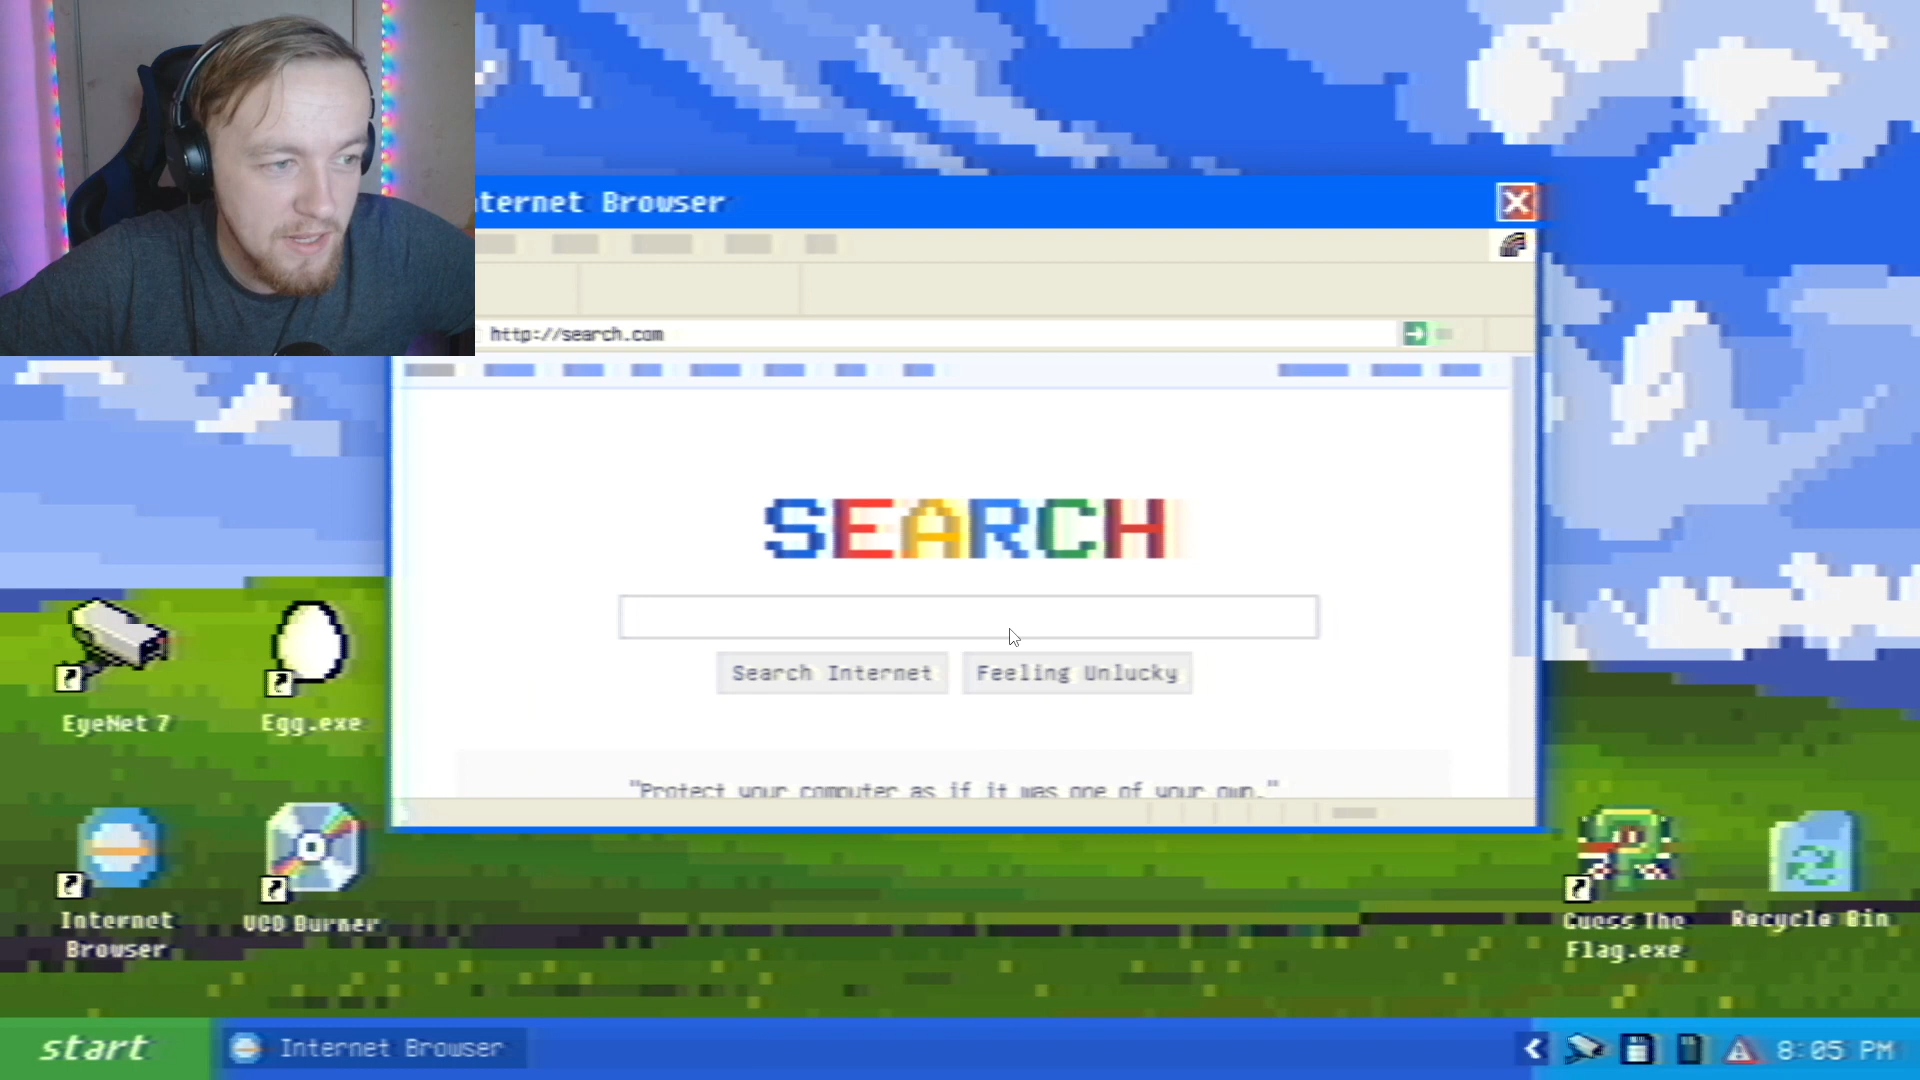 ternet Browser
http://search.com
SEARCH
Search Internet
Feeling Unlucky
"Protect your computer as if it was one of your own."
EyeNet 7
Egg.exe
Internet
Browser
VCD Burner
Guess The
Flag.exe
Recycle Bin
start
Internet Browser
8:05 PM